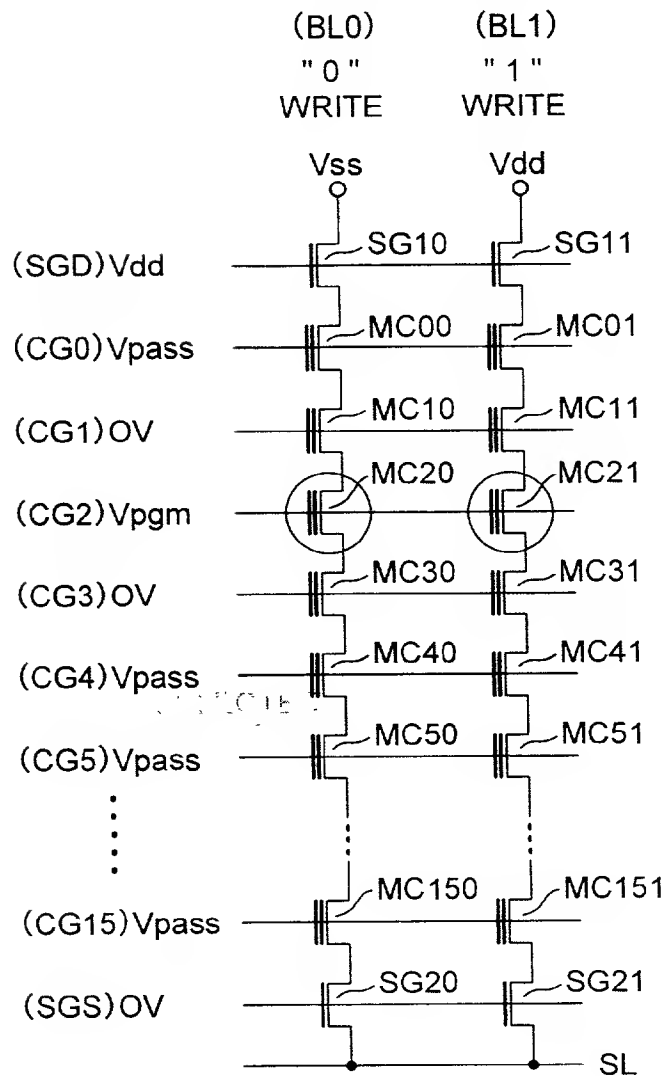 (BL0) (BL1)
"0" "1"
WRITE WRITE
Vss Vdd
(SGD)Vdd SG10 SG11
(CG0)Vpass MC00 MC01
(CG1)OV MC10 MC11
(CG2)Vpgm MC20 MC21
(CG3)OV MC30 MC31
(CG4)Vpass MC40 MC41
(CG5)Vpass MC50 MC51
(CG15)Vpass MC150 MC151
(SGS)OV SG20 SG21
SL